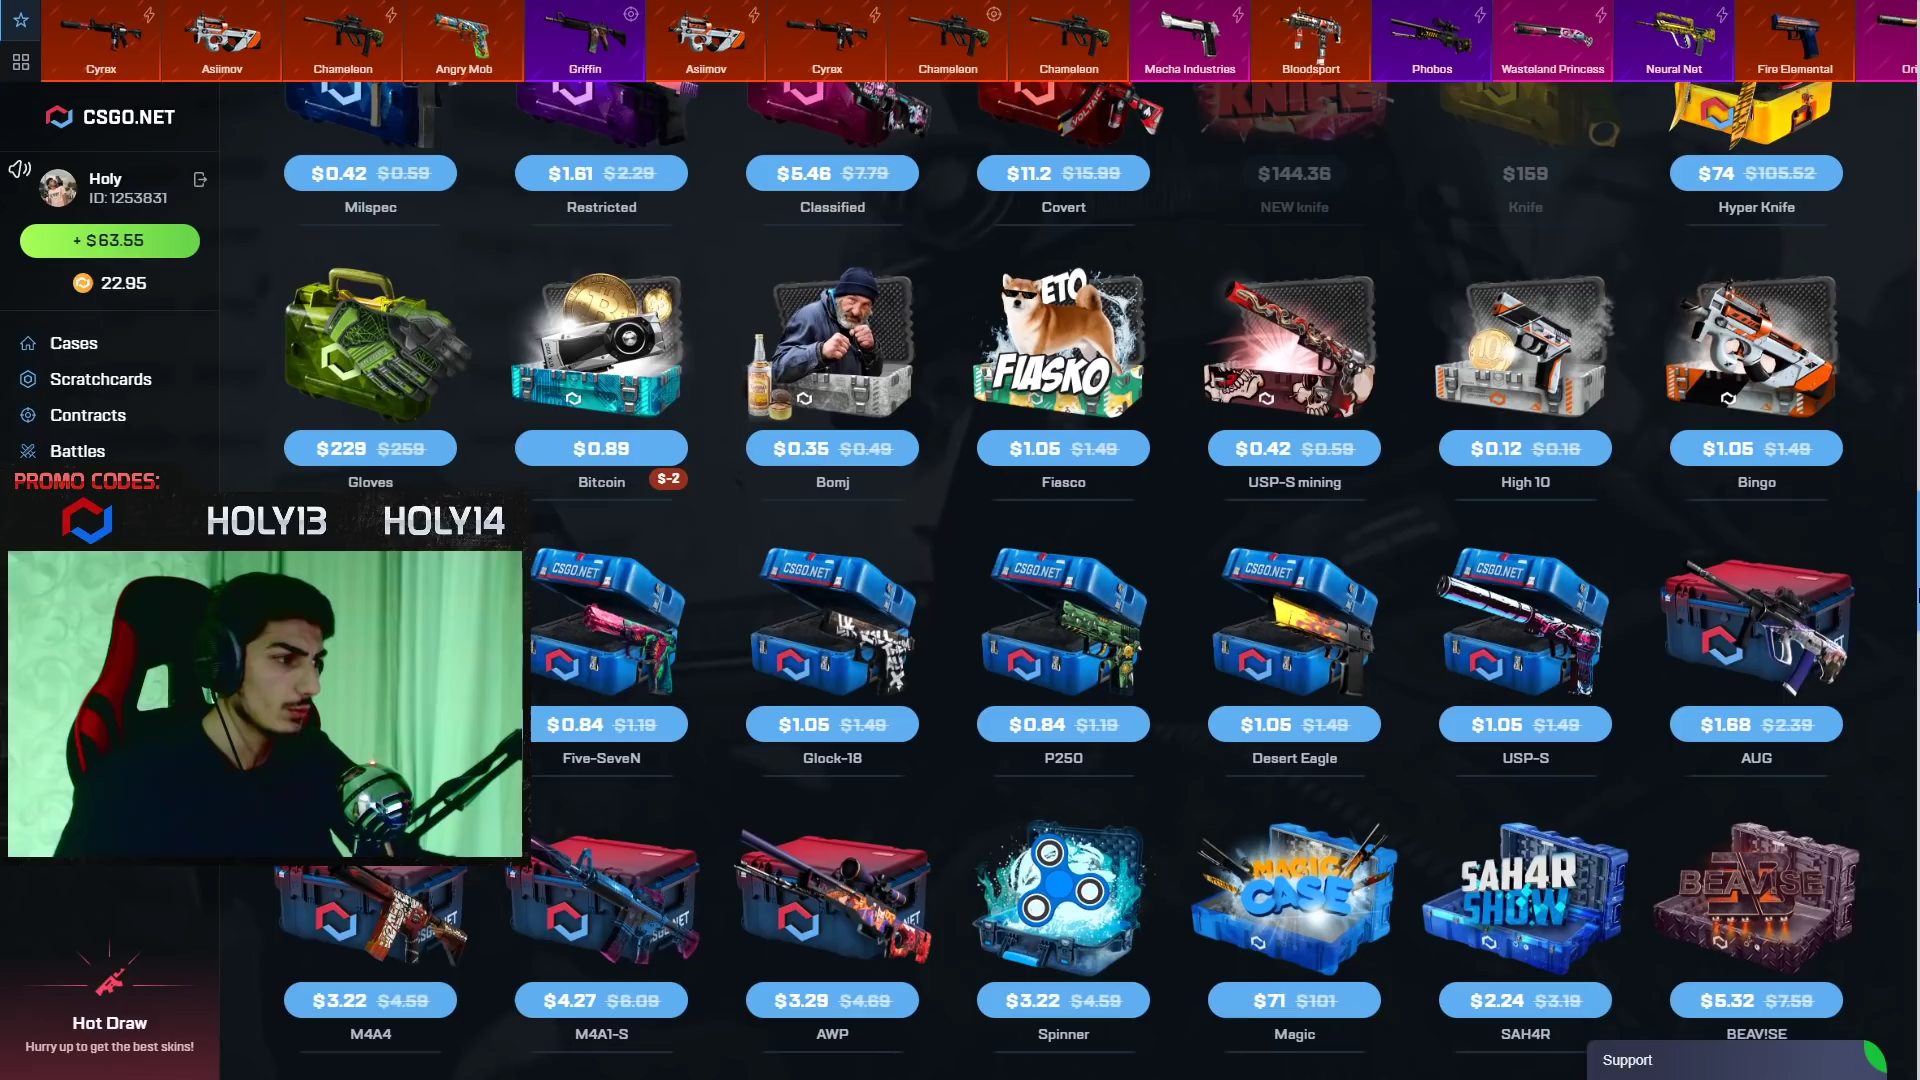 Cyrex
Asiimov
Chameleon
Angry Mob
Griffin
Asiimov
Cyrex
Chameleon
Chameleon
Mecha Industries
Bloodsport
Phobos
Wasteland Princess
Neural Net
Fire Elemental
Ori
CSGO.NET
Holy
ID: 1253831
+ $63.55
22.95
Cases
Scratchcards
Contracts
Battles
PROMO CODES:
HOLY13 HOLY14
Hot Draw
Hurry up to get the best skins!
VOLTAIC
KNIFE
$0.42 $0.59
Milspec
$1.61 $2.29
Restricted
$5.46 $7.79
Classified
$11.2 $15.99
Covert
$144.36
NEW knife
$159
Knife
$74 $105.52
Hyper Knife
$229 $259
Gloves
$0.89
Bitcoin
$-2
$0.35 $0.49
Bomj
ETO
FIASKO
$1.05 $1.49
Fiasco
$0.42 $0.59
USP-S mining
10
$0.12 $0.16
High 10
$1.05 $1.49
Bingo
CSGO.NET
$0.84 $1.19
Five-SeveN
CSGO.NET
$1.05 $1.49
Glock-18
CSGO.NET
$0.84 $1.19
P250
CSGO.NET
$1.05 $1.49
Desert Eagle
CSGO.NET
$1.05 $1.49
USP-S
$1.68 $2.39
AUG
$3.22 $4.59
M4A4
$4.27 $6.09
M4A1-S
$3.29 $4.69
AWP
$3.22 $4.59
Spinner
MAGIC
CASE
$71 $101
Magic
SAH4R
SHOW
$2.24 $3.19
SAH4R
BEAV!SE
$5.32 $7.59
BEAV!SE
Support